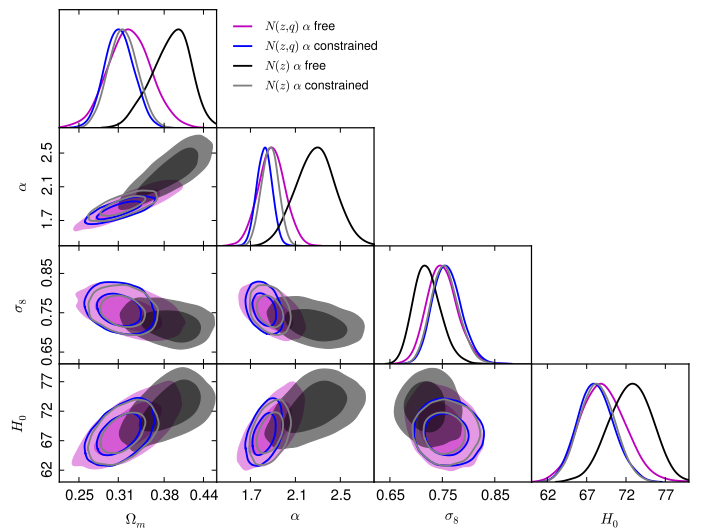 N(z,q) α free
N(z,q) α constrained
N(z) α free
N(z) α constrained
α
2.5
2.1
1.7
σ₈
0.85
0.75
0.65
H₀
77
72
67
62
0.25 0.31 0.38 0.44
1.7 2.1 2.5
0.65 0.75 0.85
62 67 72 77
Ωₘ
α
σ₈
H₀